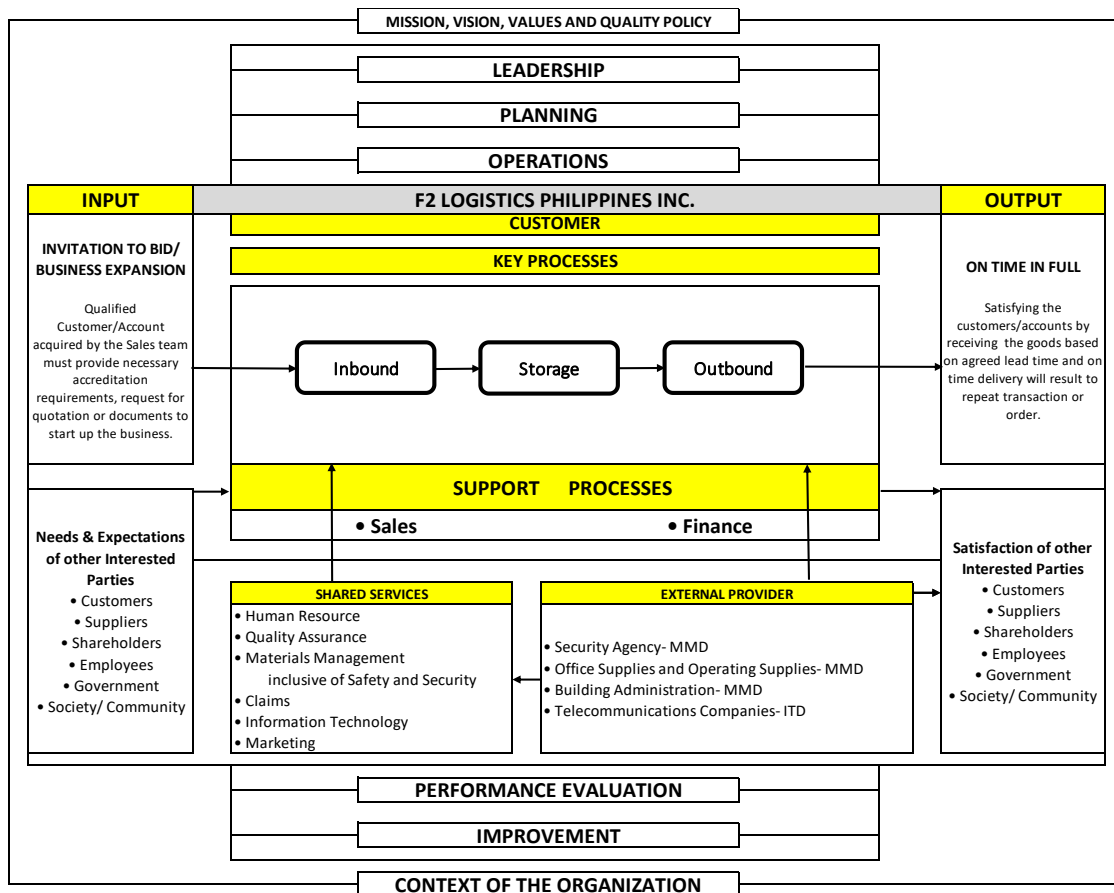 MISSION, VISION, VALUES AND QUALITY POLICY
LEADERSHIP
PLANNING
OPERATIONS
INPUT
F2 LOGISTICS PHILIPPINES INC.
OUTPUT
CUSTOMER
KEY PROCESSES
INVITATION TO BID/
BUSINESS EXPANSION
Qualified
Customer/Account
acquired by the Sales team
must provide necessary
accreditation
requirements, request for
quotation or documents to
start up the business.
Inbound
Storage
Outbound
ON TIME IN FULL
Satisfying the
customers/accounts by
receiving the goods based
on agreed lead time and on
time delivery will result to
repeat transaction or
order.
SUPPORT PROCESSES
• Sales
• Finance
Needs & Expectations
of other Interested
Parties
• Customers
• Suppliers
• Shareholders
• Employees
• Government
• Society/ Community
SHARED SERVICES
• Human Resource
• Quality Assurance
• Materials Management
inclusive of Safety and Security
• Claims
• Information Technology
• Marketing
EXTERNAL PROVIDER
• Security Agency- MMD
• Office Supplies and Operating Supplies- MMD
• Building Administration- MMD
• Telecommunications Companies- ITD
Satisfaction of other
Interested Parties
• Customers
• Suppliers
• Shareholders
• Employees
• Government
• Society/ Community
PERFORMANCE EVALUATION
IMPROVEMENT
CONTEXT OF THE ORGANIZATION